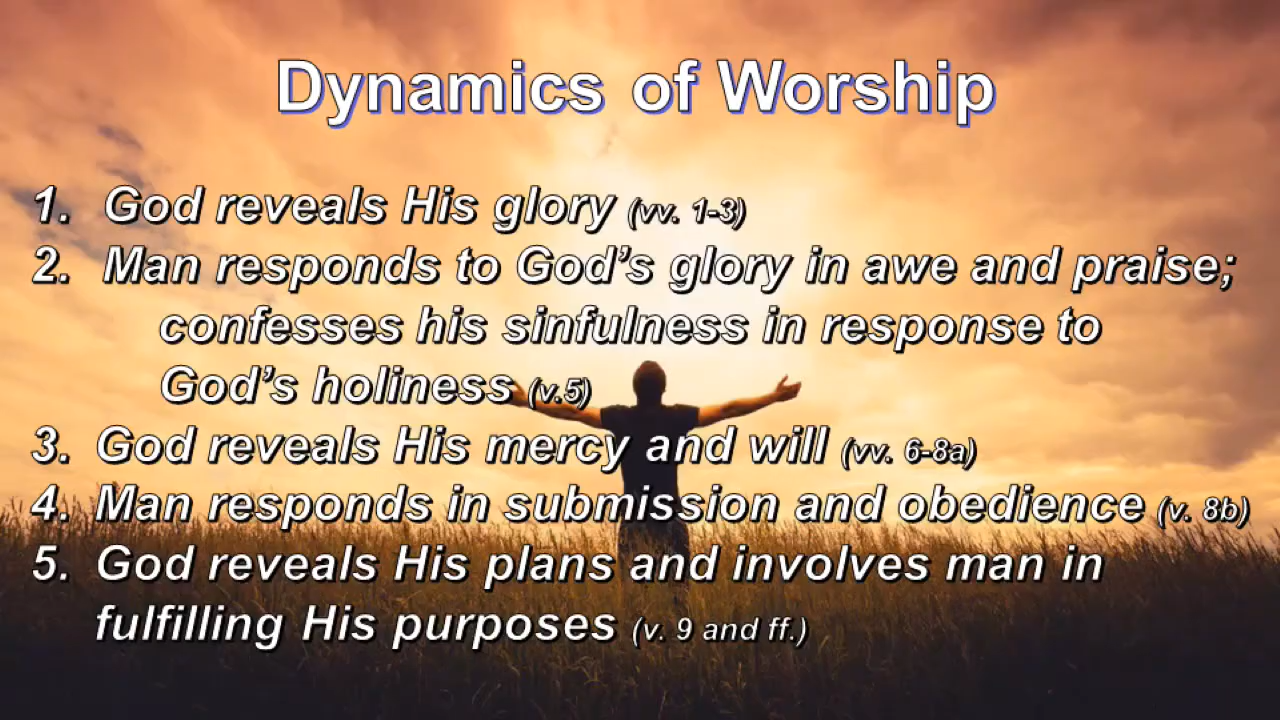 Dynamics of Worship
1. God reveals His glory (vv. 1-3)
2. Man responds to God's glory in awe and praise;
confesses his sinfulness in response to
God's holiness (v.5)
3. God reveals His mercy and will (vv. 6-8a)
4. Man responds in submission and obedience (v. 8b)
5. God reveals His plans and involves man in
fulfilling His purposes (v. 9 and ff.)